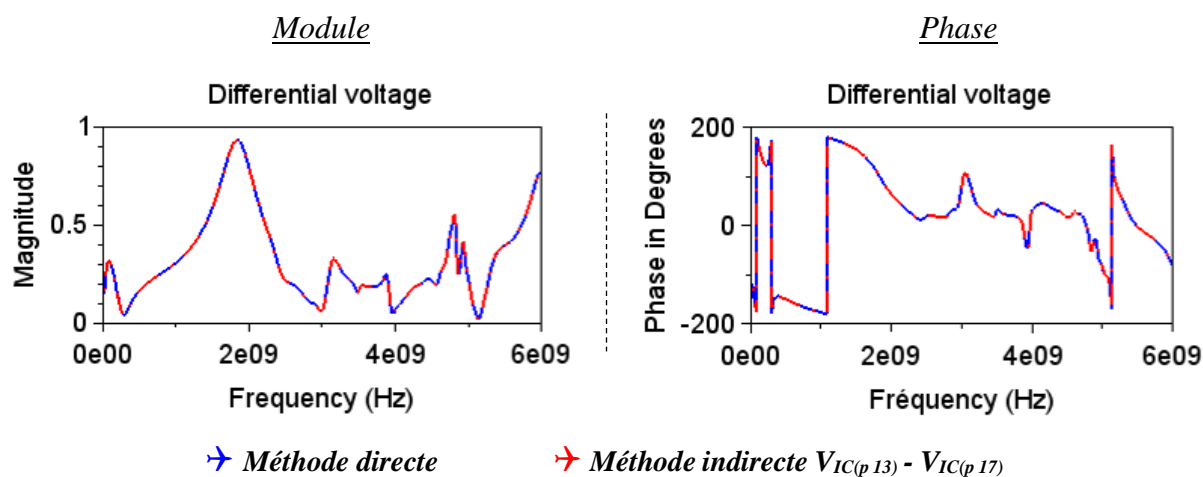 Module
Phase
Differential voltage
Differential voltage
Magnitude
1
0.5
0
0e00 2e09 4e09 6e09
Frequency (Hz)
Phase in Degrees
200
0
-200
0e00 2e09 4e09 6e09
Fréquency (Hz)
Méthode directe
Méthode indirecte VIC(p 13) - VIC(p 17)